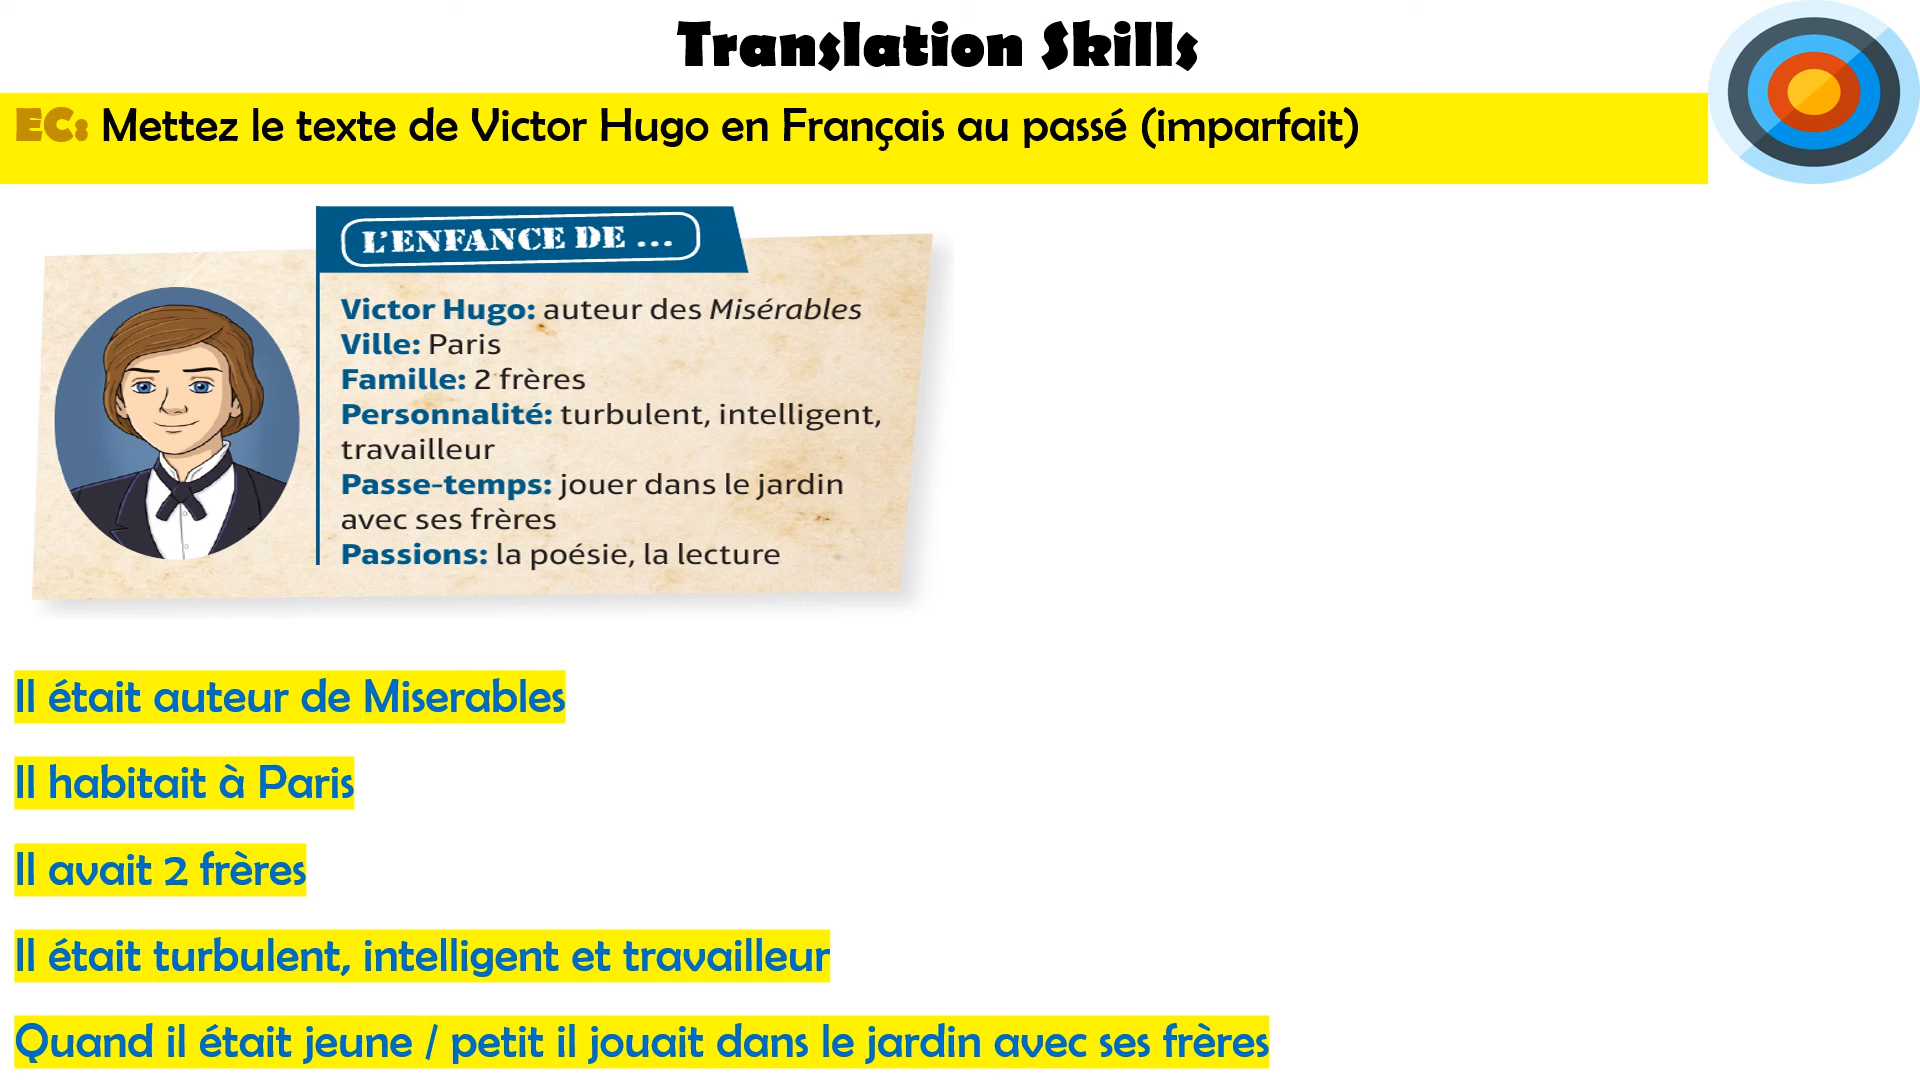 Translation Skills
EC: Mettez le texte de Victor Hugo en Français au passé (imparfait)
L'ENFANCE DE ...
Victor Hugo: auteur des Misérables
Ville: Paris
Famille: 2 frères
Personnalité: turbulent, intelligent,
travailleur
Passe-temps: jouer dans le jardin
avec ses frères
Passions: la poésie, la lecture
Il était auteur de Miserables
Il habitait à Paris
Il avait 2 frères
Il était turbulent, intelligent et travailleur
Quand il était jeune / petit il jouait dans le jardin avec ses frères